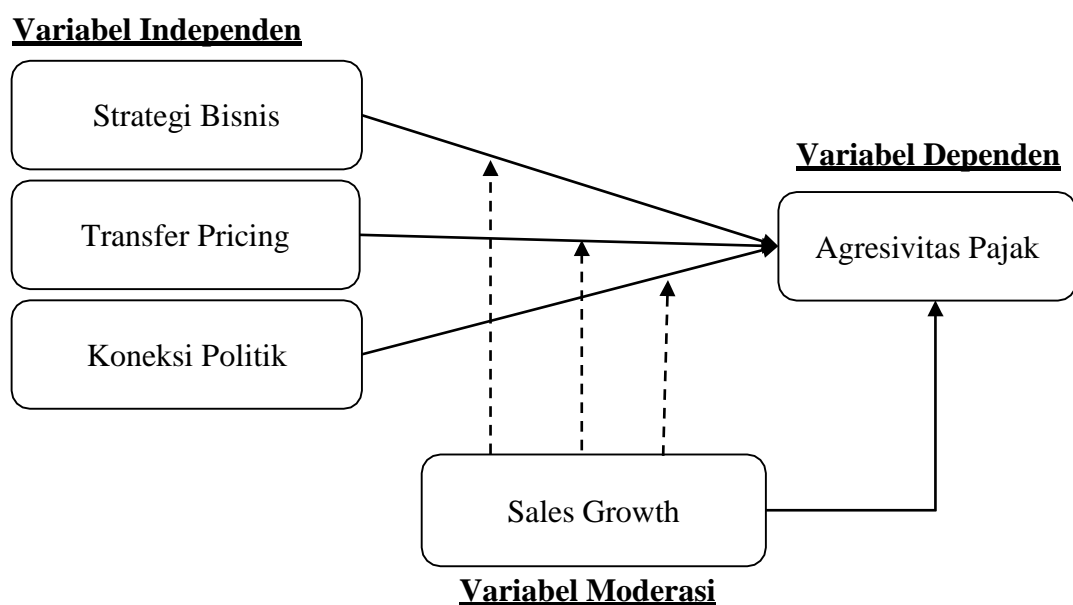 Variabel Independen
Strategi Bisnis
Transfer Pricing
Koneksi Politik
Variabel Dependen
Agresivitas Pajak
Sales Growth
Variabel Moderasi